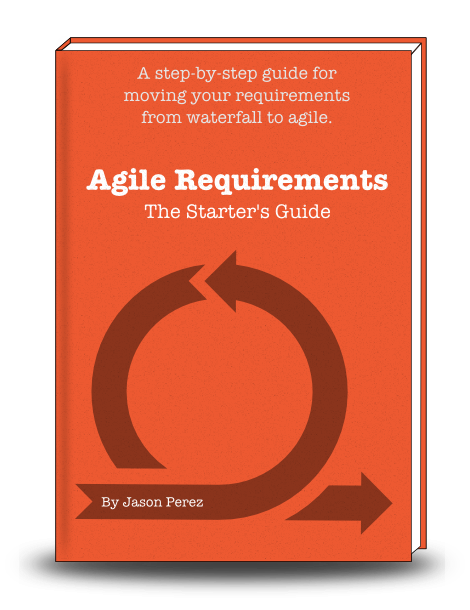 A step-by-step guide for
moving your requirements
from waterfall to agile.
Agile Requirements
The Starter's Guide
By Jason Perez